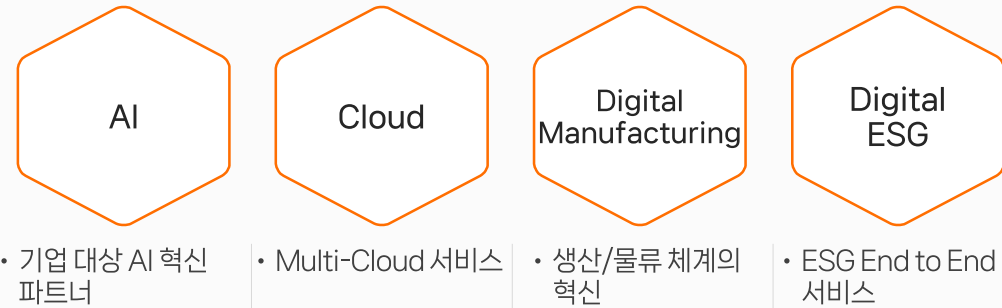 AI
Cloud
Digital
Manufacturing
Digital
ESG
• 기업 대상 AI 혁신
파트너
• Multi-Cloud 서비스
• 생산/물류 체계의
혁신
• ESG End to End
서비스